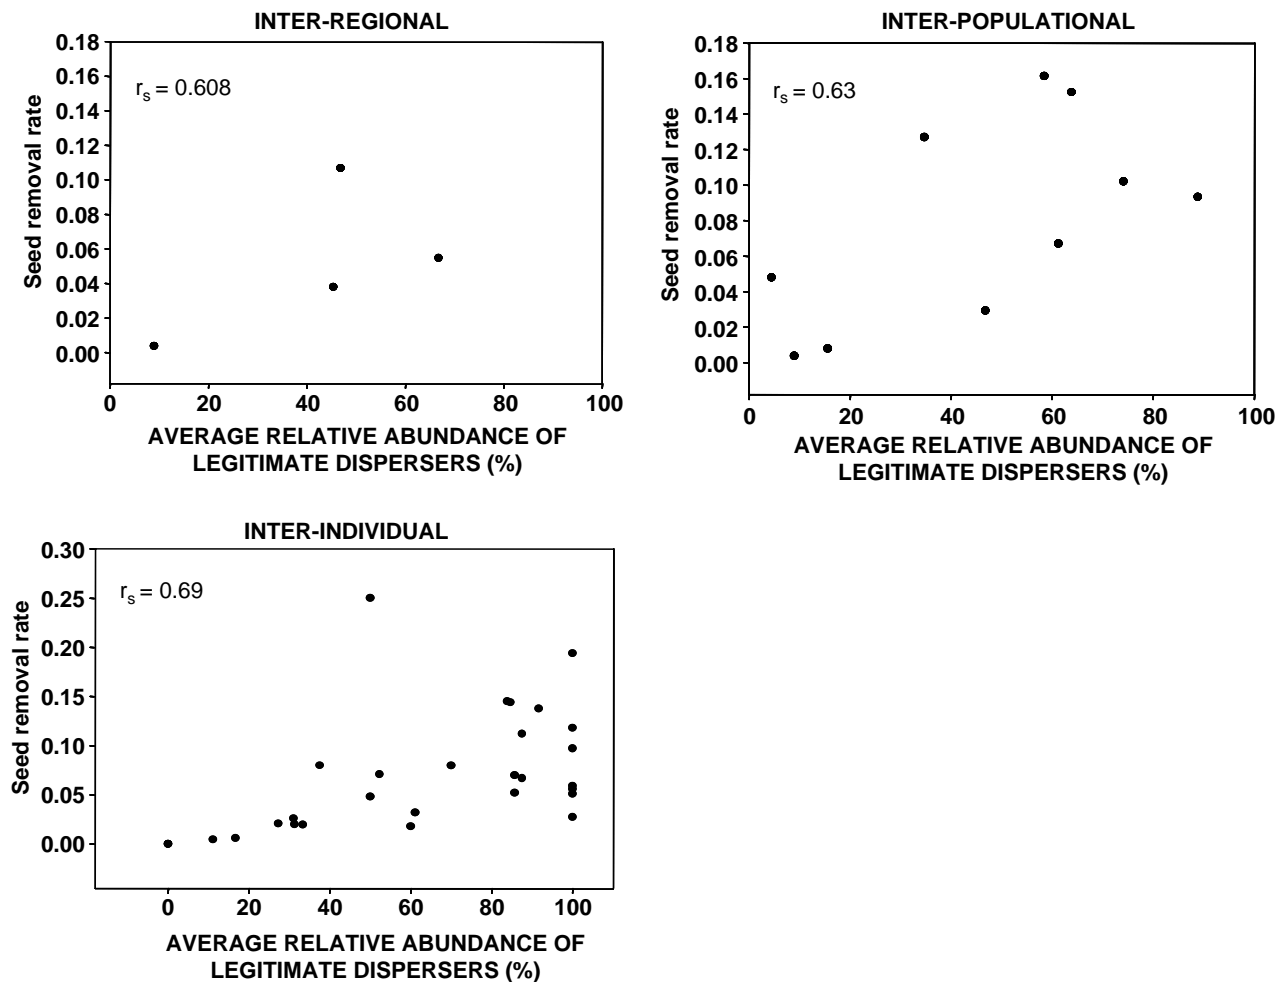 INTER-REGIONAL
0.18
0.16
0.14
0.12
0.10
0.08
0.06
0.04
0.02
0.00
rs = 0.608
Seed removal rate
0 20 40 60 80 100
AVERAGE RELATIVE ABUNDANCE OF
LEGITIMATE DISPERSERS (%)
INTER-POPULATIONAL
0.18
0.16
0.14
0.12
0.10
0.08
0.06
0.04
0.02
0.00
rs = 0.63
Seed removal rate
0 20 40 60 80 100
AVERAGE RELATIVE ABUNDANCE OF
LEGITIMATE DISPERSERS (%)
INTER-INDIVIDUAL
0.30
0.25
0.20
0.15
0.10
0.05
0.00
rs = 0.69
Seed removal rate
0 20 40 60 80 100
AVERAGE RELATIVE ABUNDANCE OF
LEGITIMATE DISPERSERS (%)